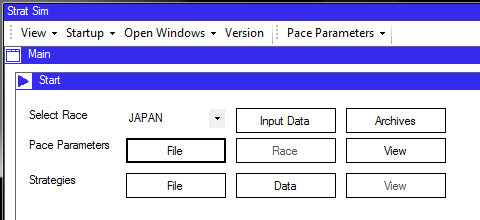 Strat Sim
View Startup Open Windows Version Pace Parameters
Main
Start
Select Race JAPAN Input Data Archives
Pace Parameters File Race View
Strategies File Data View